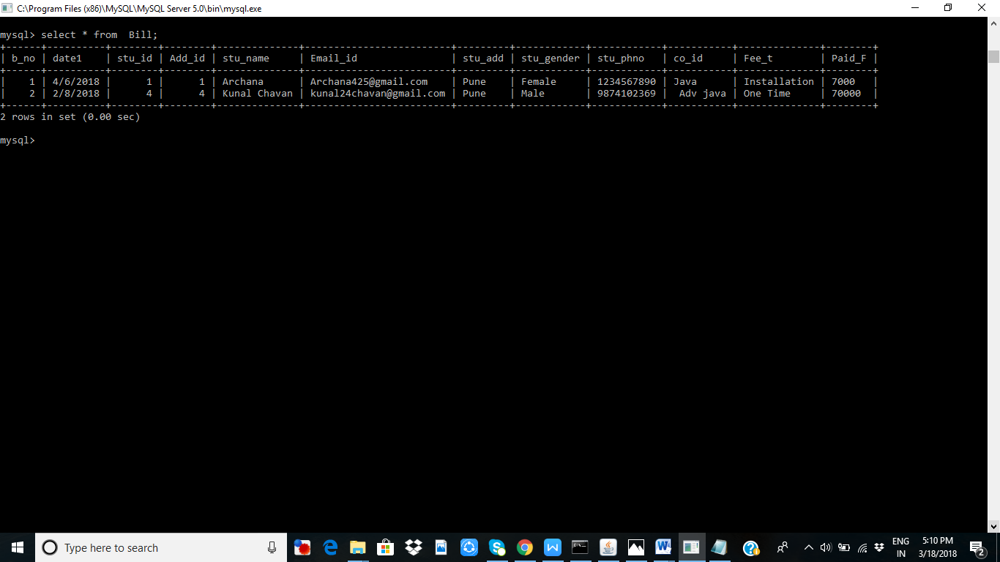 C:\Program Files (x86)\MySQL\MySQL Server 5.0\bin\mysql.exe
mysql> select * from  Bill;
+------+----------+--------+--------+--------------+-------------------------+---------+------------+------------+-----------+--------------+--------+
| b_no | date1    | stu_id | Add_id | stu_name     | Email_id                | stu_add | stu_gender | stu_phno   | co_id     | Fee_t        | Paid_F |
+------+----------+--------+--------+--------------+-------------------------+---------+------------+------------+-----------+--------------+--------+
|    1 | 4/6/2018 |      1 |      1 | Archana      | Archana425@gmail.com    | Pune    | Female     | 1234567890 | Java      | Installation | 7000   |
|    2 | 2/8/2018 |      4 |      4 | Kunal Chavan | kunal24chavan@gmail.com | Pune    | Male       | 9874102369 |  Adv java | One Time     | 70000  |
+------+----------+--------+--------+--------------+-------------------------+---------+------------+------------+-----------+--------------+--------+
2 rows in set (0.00 sec)
mysql>
Type here to search
ENG 5:10 PM
IN 3/18/2018 2